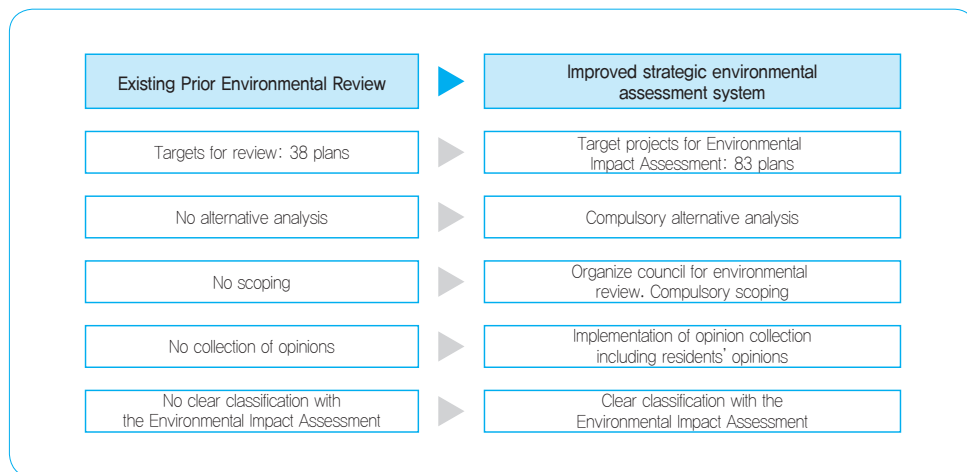 Existing Prior Environmental Review
Improved strategic environmental
assessment system
Targets for review: 38 plans
Target projects for Environmental
Impact Assessment: 83 plans
No alternative analysis
Compulsory alternative analysis
No scoping
Organize council for environmental
review. Compulsory scoping
No collection of opinions
Implementation of opinion collection
including residents' opinions
No clear classification with
the Environmental Impact Assessment
Clear classification with the
Environmental Impact Assessment